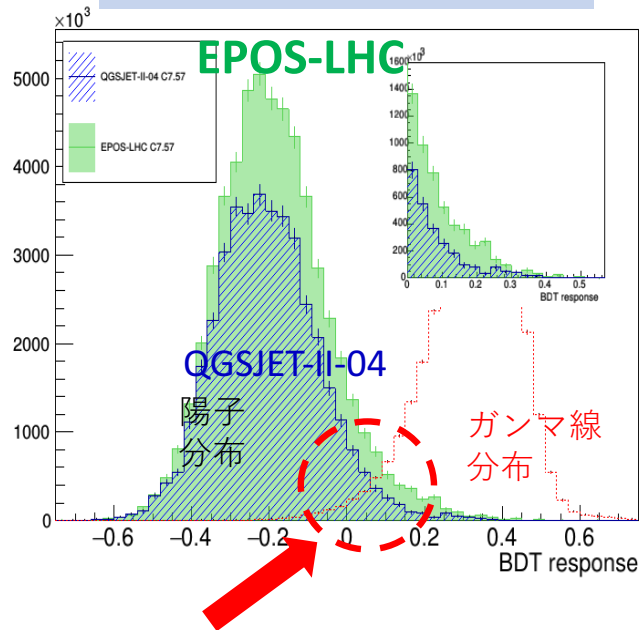 ×10³
EPOS-LHC
QGSJET-II-04 C7.57
EPOS-LHC C7.57
5000
4000
3000
2000
1000
0
×10³
1600
1400
1200
1000
800
600
400
200
0
0 0.1 0.2 0.3 0.4 0.5
BDT response
QGSJET-II-04
陽子
分布
ガンマ線
分布
−0.6 −0.4 −0.2 0 0.2 0.4 0.6
BDT response